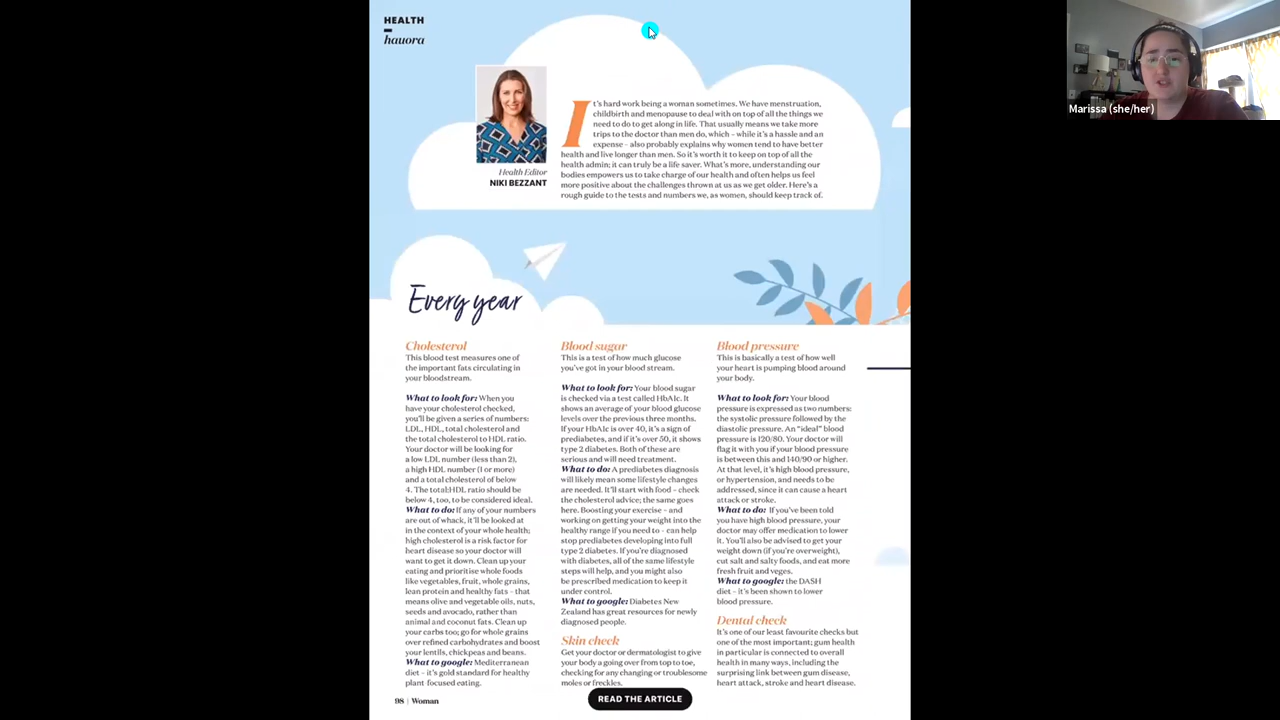 HEALTH
hauora
Marissa (she/her)
It's hard work being a woman sometimes. We have menstruation,
childbirth and menopause to deal with on top of all the things we
need to do to get along in life. That usually means we take more
trips to the doctor than men do, which – while it's a hassle and an
expense – also probably explains why women tend to have better
health and live longer than men. So it's worth it to keep on top of all the
health admin; it can truly be a life saver. What's more, understanding our
bodies empowers us to take charge of our health and often helps us feel
more positive about the challenges thrown at us as we get older. Here's a
rough guide to the tests and numbers we, as women, should keep track of.
Health Editor
NIKI BEZZANT
Every year
Cholesterol
This blood test measures one of
the important fats circulating in
your bloodstream.
What to look for: When you
have your cholesterol checked,
you'll be given a series of numbers:
LDL, HDL, total cholesterol and
the total cholesterol to HDL ratio.
Your doctor will be looking for
a low LDL number (less than 2),
a high HDL number (1 or more)
and a total cholesterol of below
4. The total:HDL ratio should be
below 4, too, to be considered ideal.
What to do: If any of your numbers
are out of whack, it'll be looked at
in the context of your whole health;
high cholesterol is a risk factor for
heart disease so your doctor will
want to get it down. Clean up your
eating and prioritise whole foods
like vegetables, fruit, whole grains,
lean protein and healthy fats – that
means olive and vegetable oils, nuts,
seeds and avocado, rather than
animal and coconut fats. Clean up
your carbs too; go for whole grains
over refined carbohydrates and boost
your lentils, chickpeas and beans.
What to google: Mediterranean
diet – it's gold standard for healthy
plant-focused eating.
Blood sugar
This is a test of how much glucose
you've got in your blood stream.
What to look for: Your blood sugar
is checked via a test called HbA1c. It
shows an average of your blood glucose
levels over the previous three months.
If your HbA1c is over 40, it's a sign of
prediabetes, and if it's over 50, it shows
type 2 diabetes. Both of these are
serious and will need treatment.
What to do: A prediabetes diagnosis
will likely mean some lifestyle changes
are needed. It'll start with food – check
the cholesterol advice; the same goes
here. Boosting your exercise – and
working on getting your weight into the
healthy range if you need to – can help
stop prediabetes developing into full
type 2 diabetes. If you're diagnosed
with diabetes, all of the same lifestyle
steps will help, and you might also
be prescribed medication to keep it
under control.
What to google: Diabetes New
Zealand has great resources for newly
diagnosed people.
Skin check
Get your doctor or dermatologist to give
your body a going over from top to toe,
checking for any changing or troublesome
moles or freckles.
Blood pressure
This is basically a test of how well
your heart is pumping blood around
your body.
What to look for: Your blood
pressure is expressed as two numbers:
the systolic pressure followed by the
diastolic pressure. An "ideal" blood
pressure is 120/80. Your doctor will
flag it with you if your blood pressure
is between this and 140/90 or higher.
At that level, it's high blood pressure,
or hypertension, and needs to be
addressed, since it can cause a heart
attack or stroke.
What to do: If you've been told
you have high blood pressure, your
doctor may offer medication to lower
it. You'll also be advised to get your
weight down (if you're overweight),
cut salt and salty foods, and eat more
fresh fruit and veges.
What to google: the DASH
diet – it's been shown to lower
blood pressure.
Dental check
It's one of our least favourite checks but
one of the most important; gum health
in particular is connected to overall
health in many ways, including the
surprising link between gum disease,
heart attack, stroke and heart disease.
98 | Woman
READ THE ARTICLE